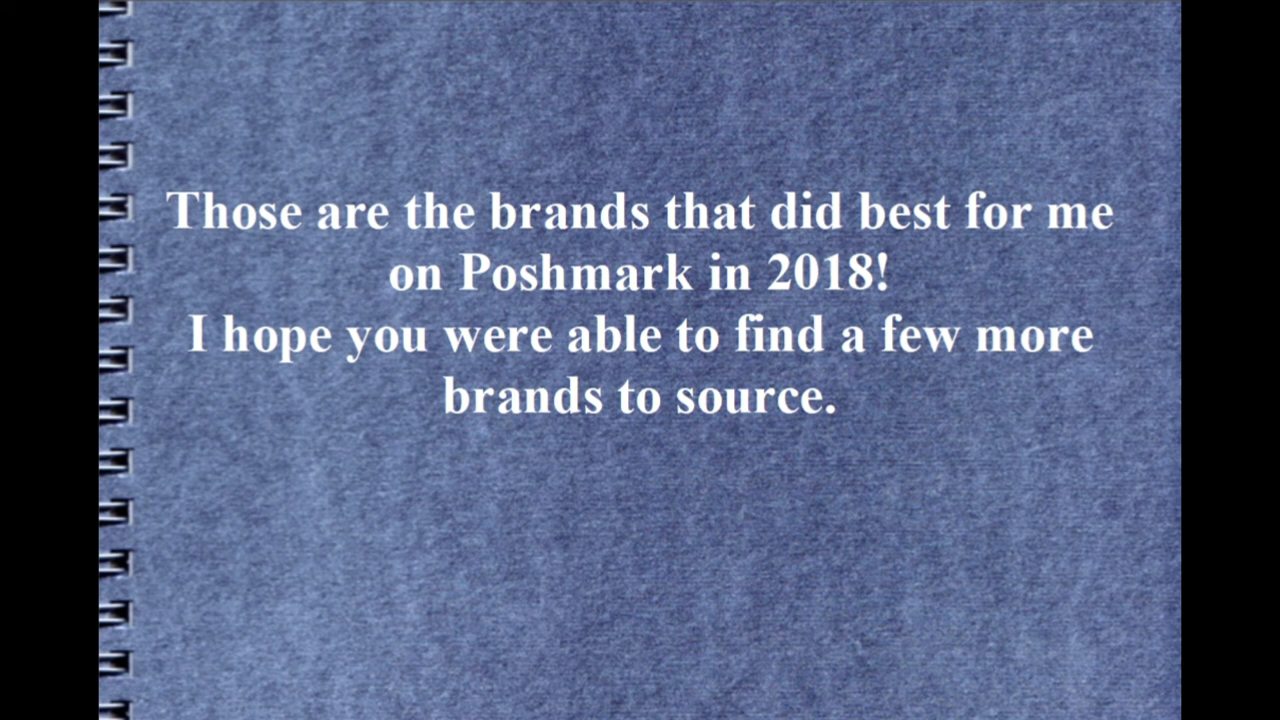 Those are the brands that did best for me
on Poshmark in 2018!
I hope you were able to find a few more
brands to source.